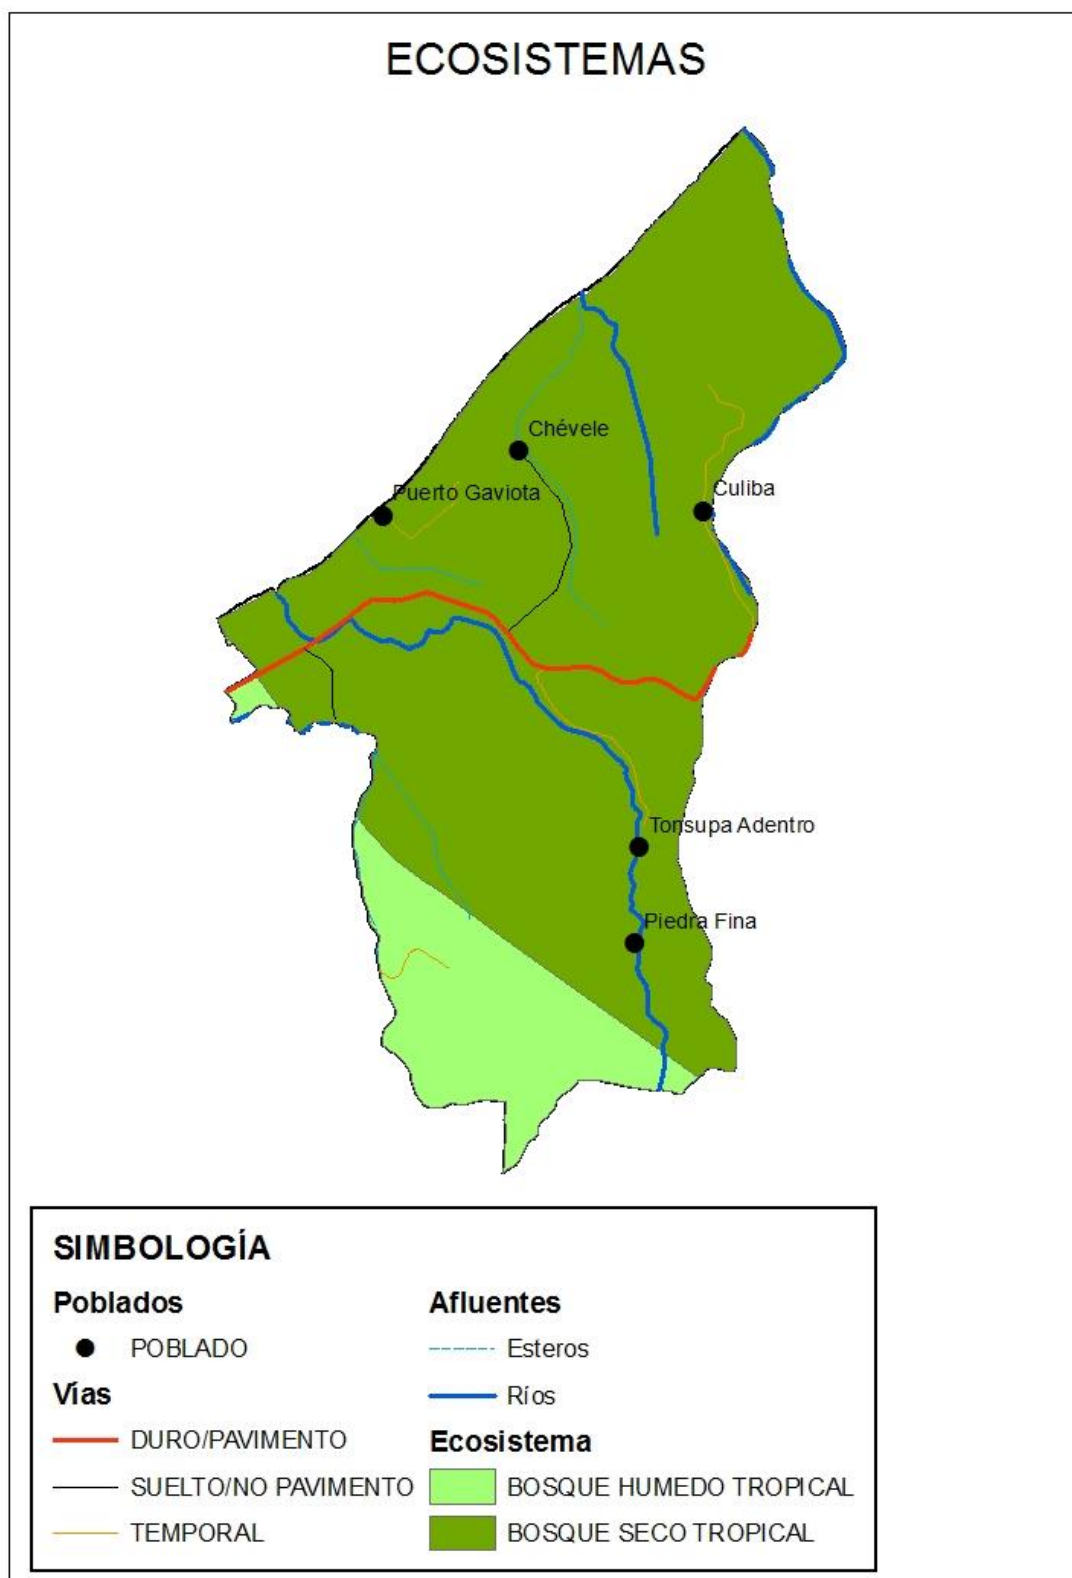 ECOSISTEMAS
Chévele
Puerto Gaviota
Culiba
Tonsupa Adentro
Piedra Fina
SIMBOLOGÍA
Poblados
POBLADO
Vías
DURO/PAVIMENTO
SUELTO/NO PAVIMENTO
TEMPORAL
Afluentes
Esteros
Ríos
Ecosistema
BOSQUE HUMEDO TROPICAL
BOSQUE SECO TROPICAL